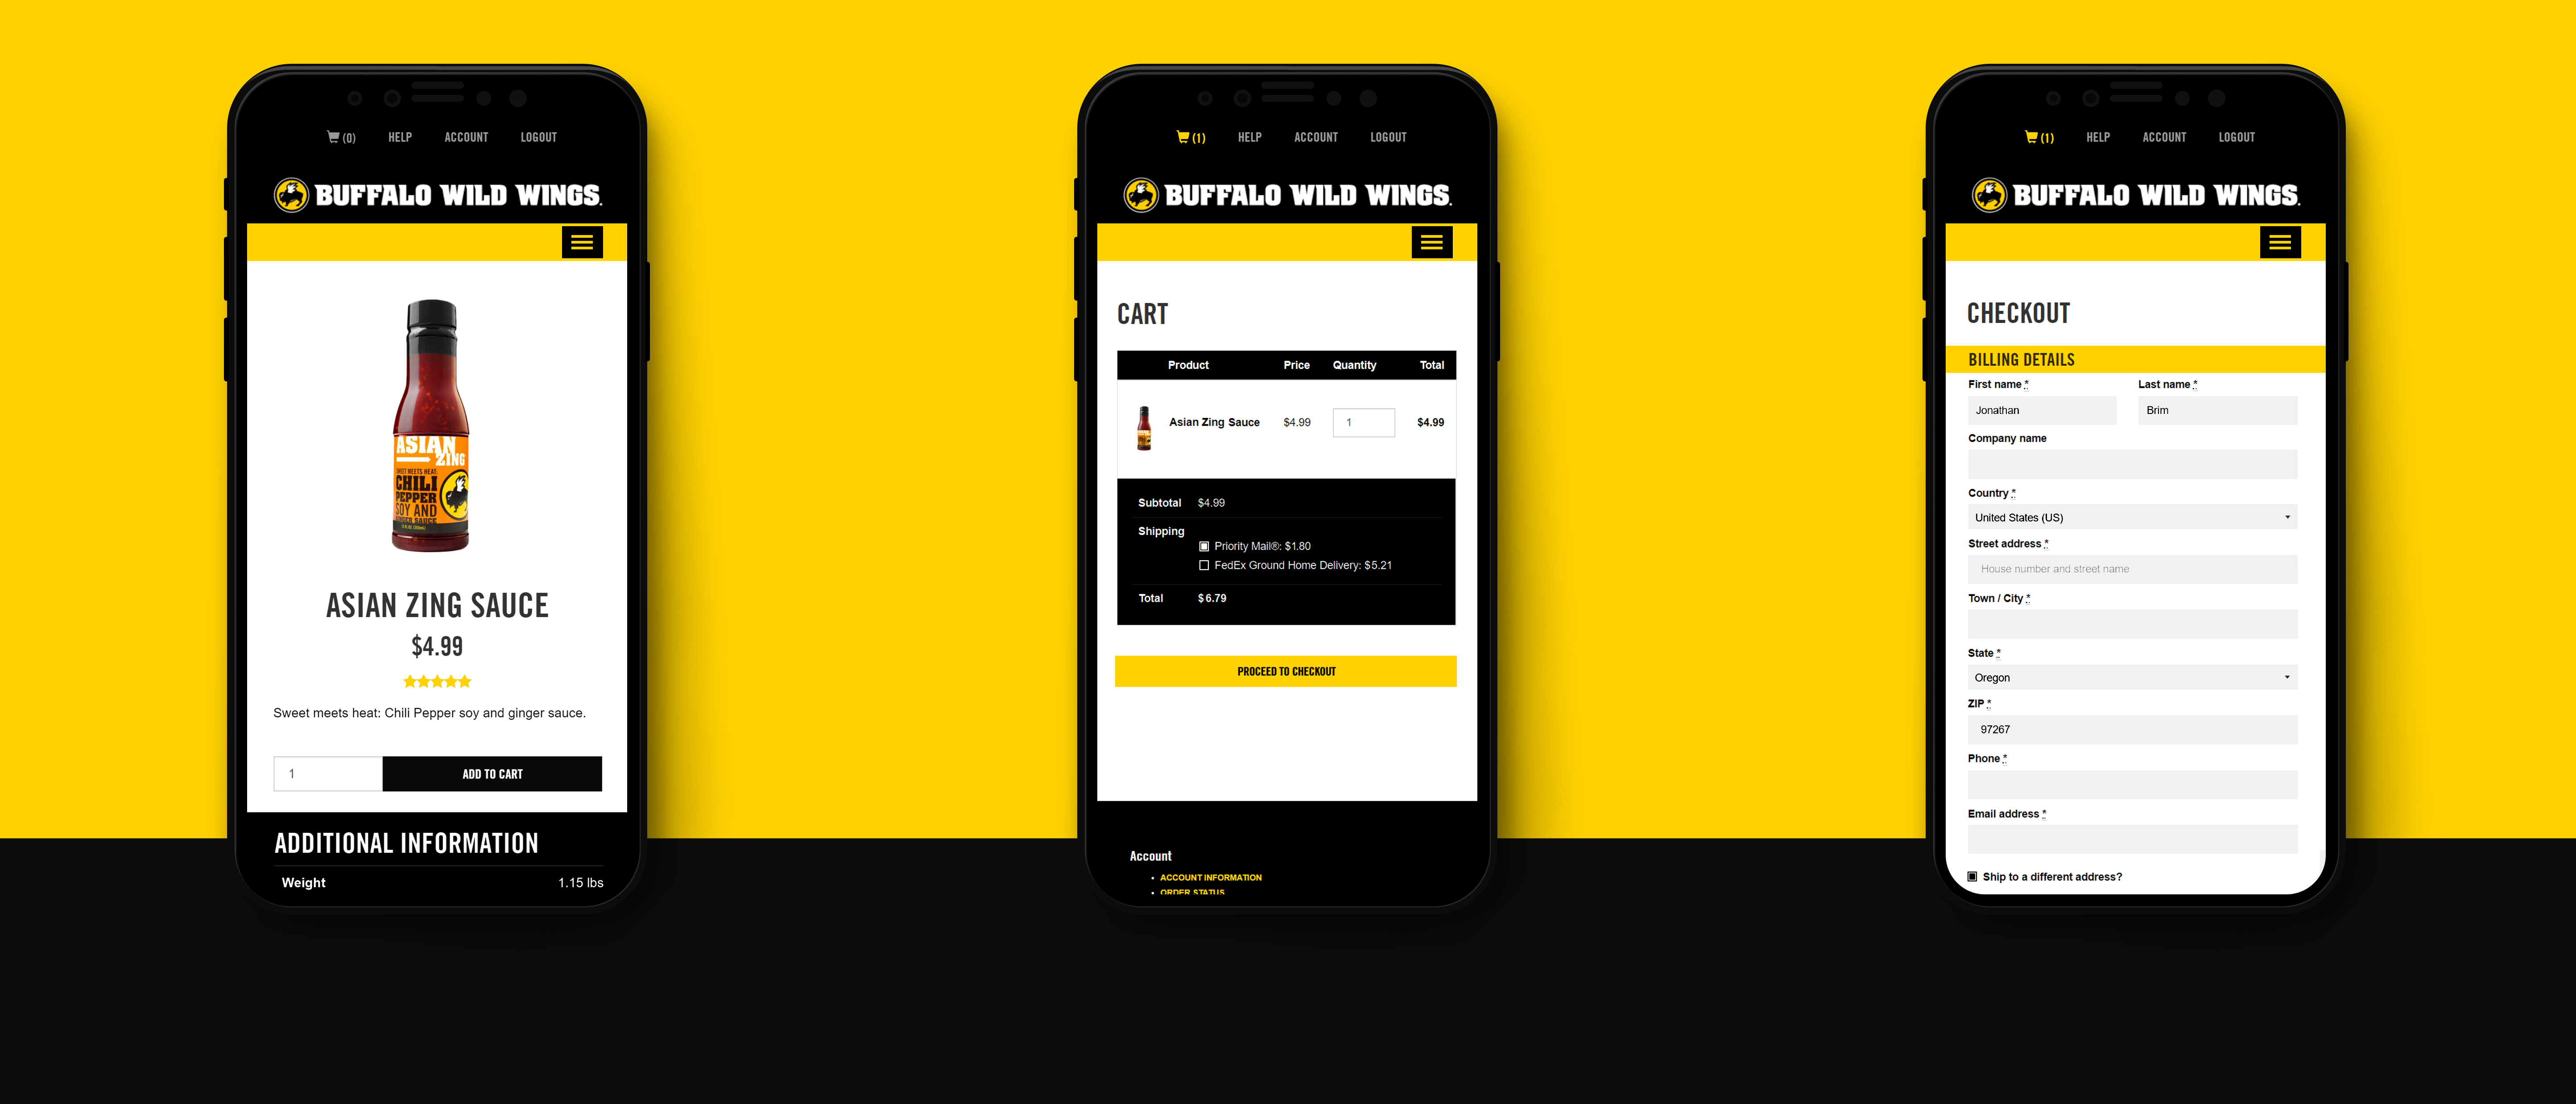 (0) HELP ACCOUNT LOGOUT
BUFFALO WILD WINGS.
ASIAN
ZING
SWEET MEETS HEAT:
CHILI
PEPPER
SOY AND
GINGER SAUCE
ASIAN ZING SAUCE
$4.99
Sweet meets heat: Chili Pepper soy and ginger sauce.
1 ADD TO CART
ADDITIONAL INFORMATION
Weight 1.15 lbs
(1) HELP ACCOUNT LOGOUT
BUFFALO WILD WINGS.
CART
Product Price Quantity Total
Asian Zing Sauce $4.99 1 $4.99
Subtotal $4.99
Shipping
Priority Mail®: $1.80
FedEx Ground Home Delivery: $5.21
Total $6.79
PROCEED TO CHECKOUT
Account
• ACCOUNT INFORMATION
• ORDER STATUS
(1) HELP ACCOUNT LOGOUT
BUFFALO WILD WINGS.
CHECKOUT
BILLING DETAILS
First name * Last name *
Jonathan Brim
Company name
Country *
United States (US)
Street address *
House number and street name
Town / City *
State *
Oregon
ZIP *
97267
Phone *
Email address *
Ship to a different address?